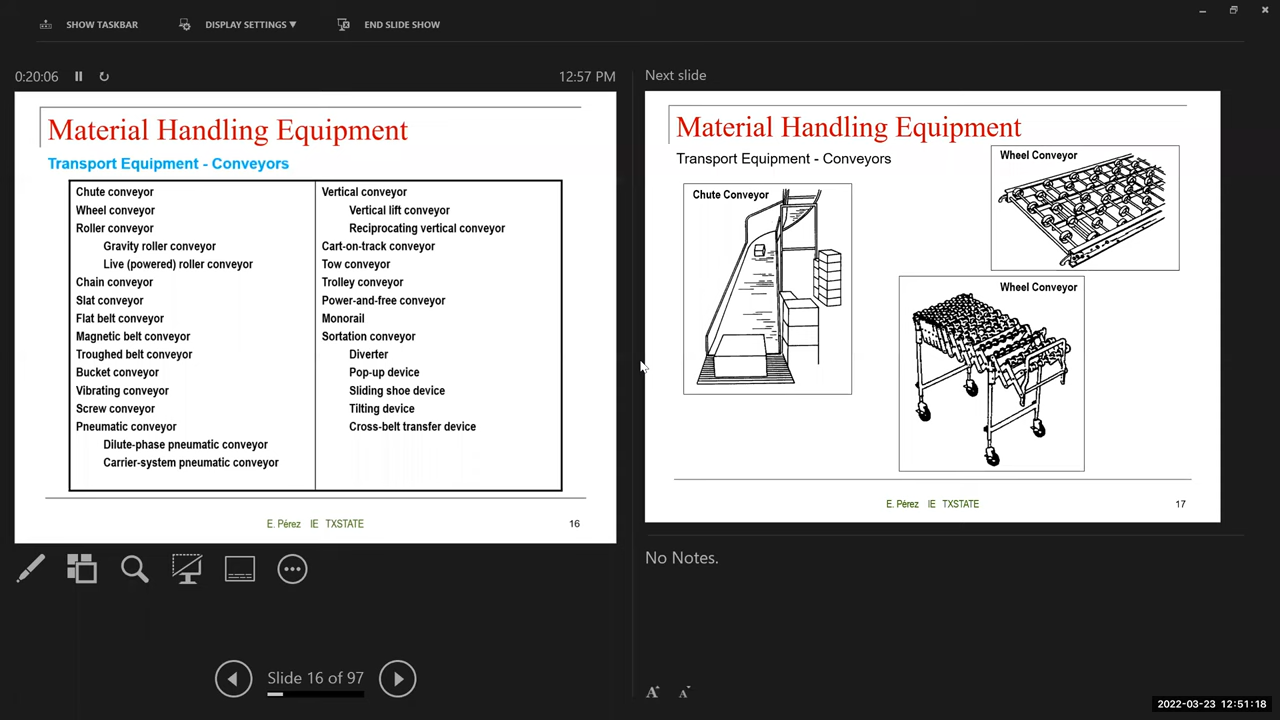 SHOW TASKBAR
DISPLAY SETTINGS ▼
END SLIDE SHOW
0:20:06
12:57 PM
Material Handling Equipment
Transport Equipment - Conveyors
Chute conveyor
Wheel conveyor
Roller conveyor
Gravity roller conveyor
Live (powered) roller conveyor
Chain conveyor
Slat conveyor
Flat belt conveyor
Magnetic belt conveyor
Troughed belt conveyor
Bucket conveyor
Vibrating conveyor
Screw conveyor
Pneumatic conveyor
Dilute-phase pneumatic conveyor
Carrier-system pneumatic conveyor
Vertical conveyor
Vertical lift conveyor
Reciprocating vertical conveyor
Cart-on-track conveyor
Tow conveyor
Trolley conveyor
Power-and-free conveyor
Monorail
Sortation conveyor
Diverter
Pop-up device
Sliding shoe device
Tilting device
Cross-belt transfer device
E. Pérez IE TXSTATE
16
Slide 16 of 97
Next slide
Material Handling Equipment
Transport Equipment - Conveyors
Chute Conveyor
Wheel Conveyor
Wheel Conveyor
E. Pérez IE TXSTATE
17
No Notes.
A A
2022-03-23 12:51:18